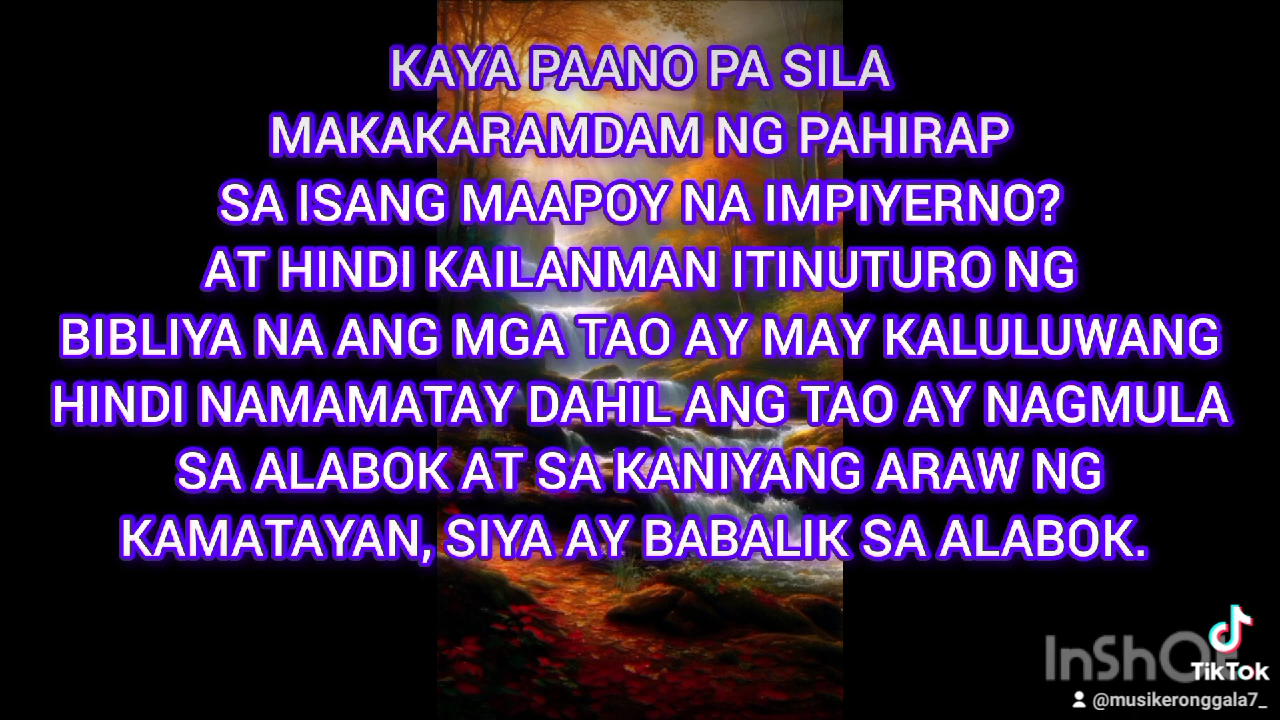 KAYA PAANO PA SILA
MAKAKARAMDAM NG PAHIRAP
SA ISANG MAAPOY NA IMPIYERNO?
AT HINDI KAILANMAN ITINUTURO NG
BIBLIYA NA ANG MGA TAO AY MAY KALULUWANG
HINDI NAMAMATAY DAHIL ANG TAO AY NAGMULA
SA ALABOK AT SA KANIYANG ARAW NG
KAMATAYAN, SIYA AY BABALIK SA ALABOK.
TikTok
@musikeronggala7_